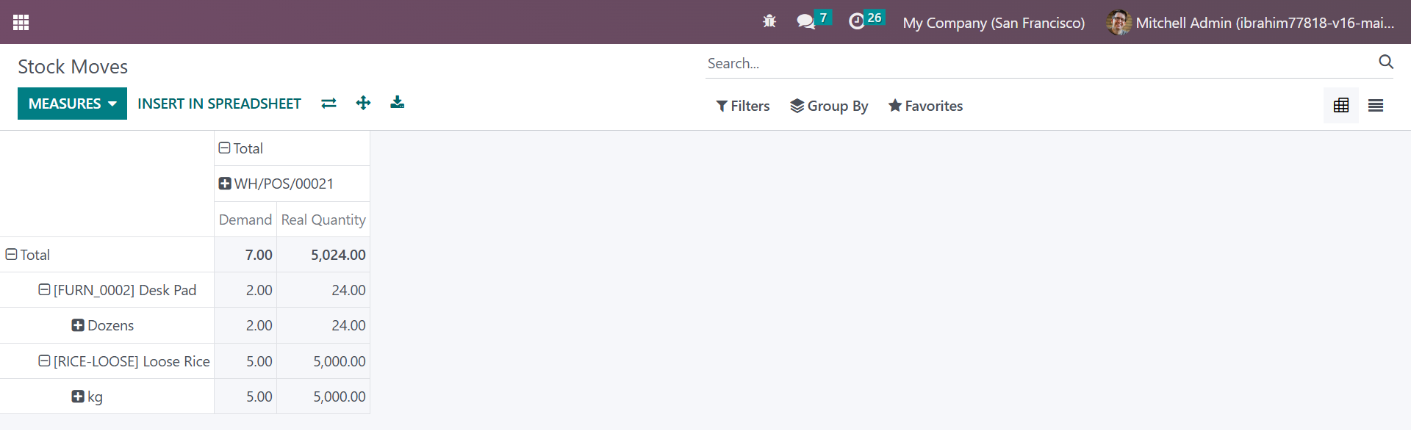 7 26 My Company (San Francisco) Mitchell Admin (ibrahim77818-v16-mai...
Stock Moves
Search...
MEASURES INSERT IN SPREADSHEET
Filters Group By Favorites
Total
WH/POS/00021
Demand Real Quantity
Total 7.00 5,024.00
[FURN_0002] Desk Pad 2.00 24.00
Dozens 2.00 24.00
[RICE-LOOSE] Loose Rice 5.00 5,000.00
kg 5.00 5,000.00